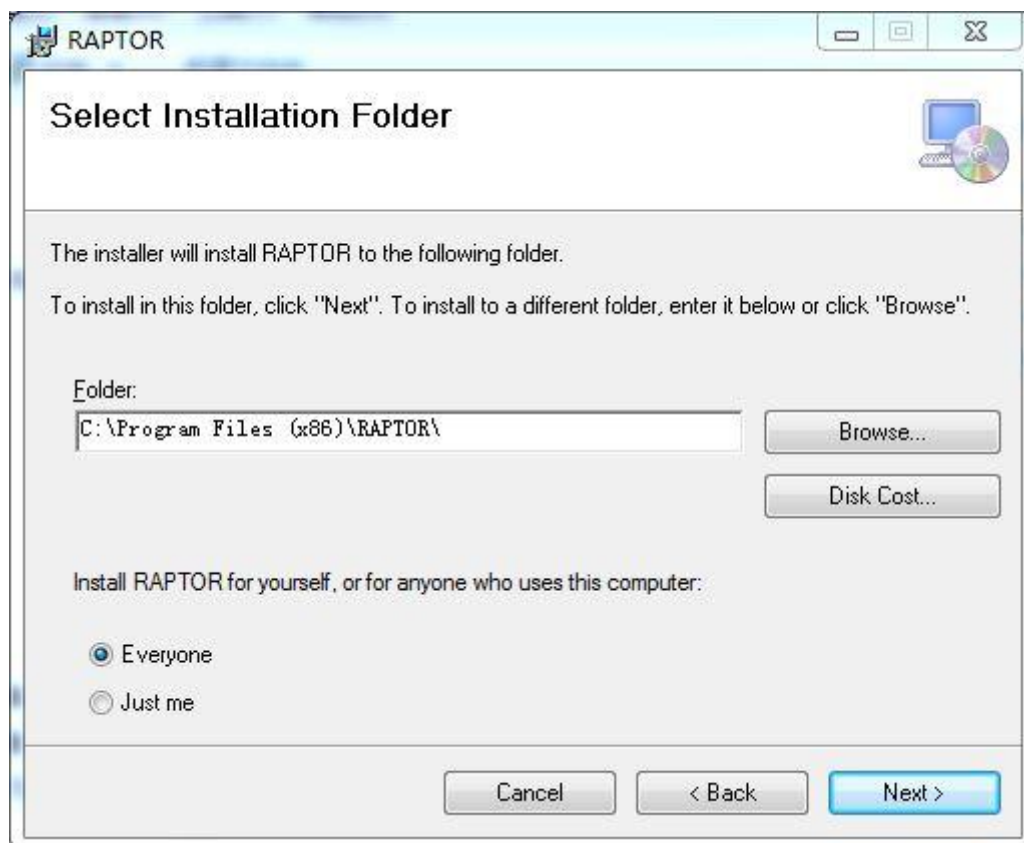 RAPTOR
Select Installation Folder
The installer will install RAPTOR to the following folder.
To install in this folder, click "Next". To install to a different folder, enter it below or click "Browse".
Folder:
C:\Program Files (x86)\RAPTOR\
Browse...
Disk Cost...
Install RAPTOR for yourself, or for anyone who uses this computer:
Everyone
Just me
Cancel
< Back
Next >